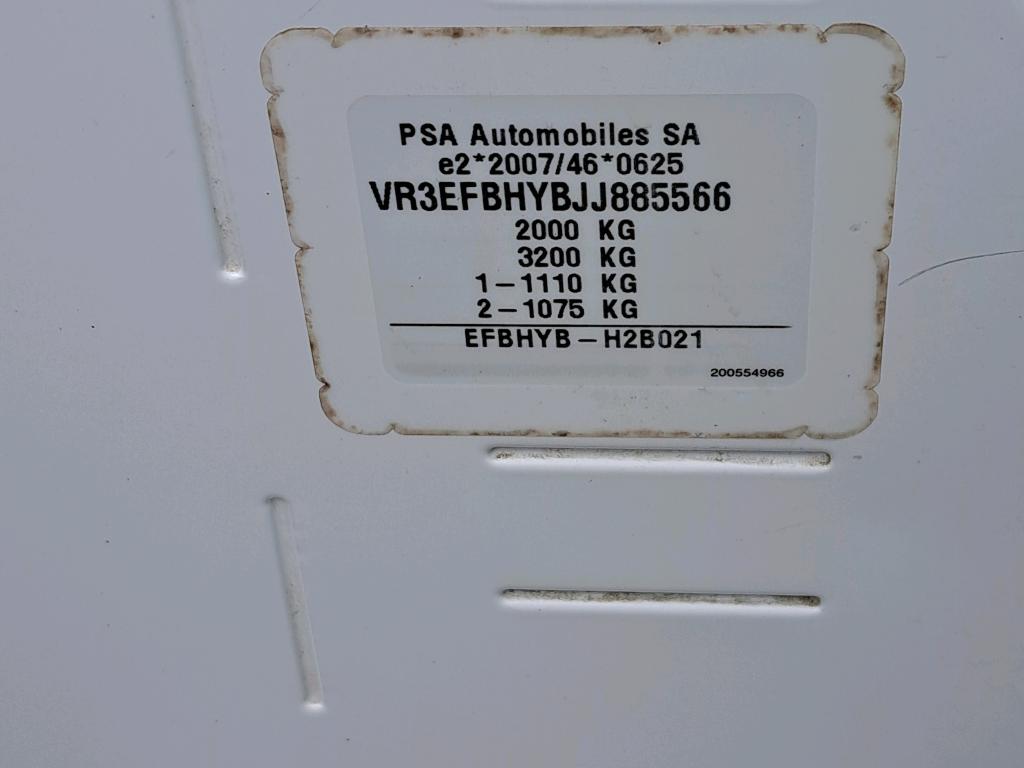 PSA Automobiles SA
e2*2007/46*0625
VR3EFBHYBJJ885566
2000 KG
3200 KG
1–1110 KG
2–1075 KG
EFBHYB–H2B021
200554966